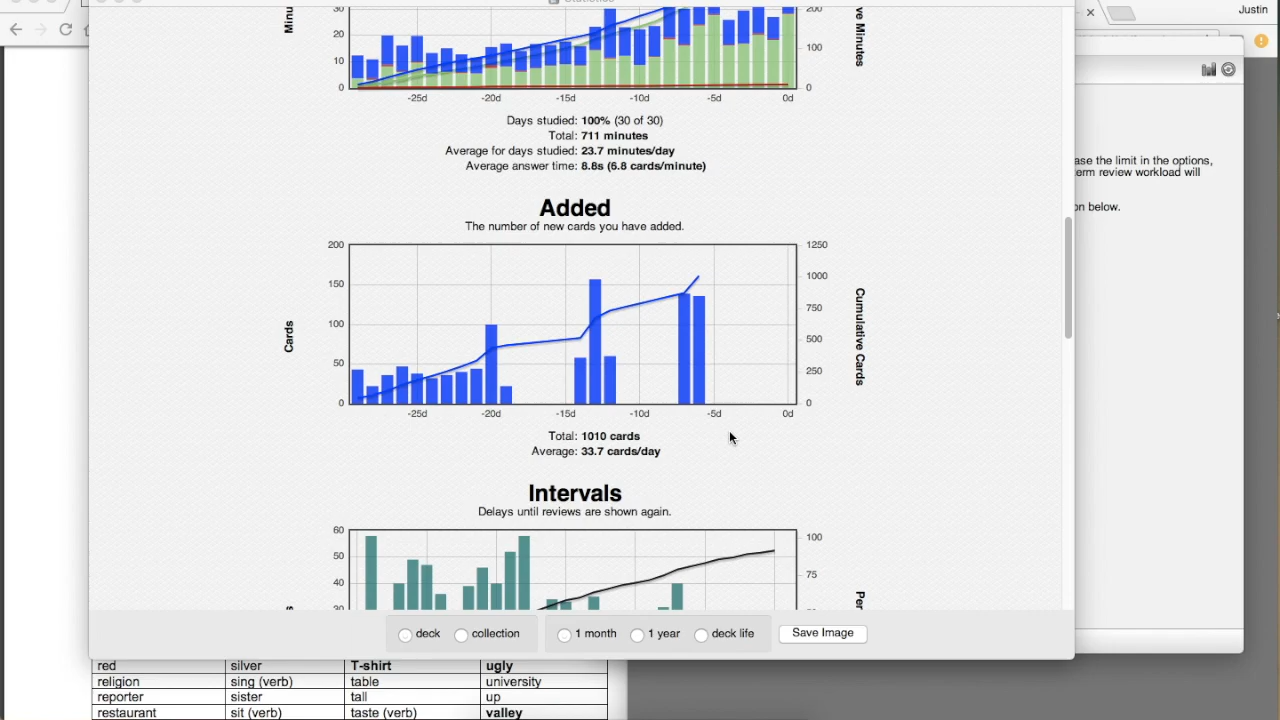 Statistics
Justin
Minu
ve Minutes
30
20
10
0
200
100
0
-25d -20d -15d -10d -5d 0d
Days studied: 100% (30 of 30)
Total: 711 minutes
Average for days studied: 23.7 minutes/day
Average answer time: 8.8s (6.8 cards/minute)
ase the limit in the options,
erm review workload will
on below.
Added
The number of new cards you have added.
Cards
200
150
100
50
0
1250
1000
750
500
250
0
Cumulative Cards
-25d -20d -15d -10d -5d 0d
Total: 1010 cards
Average: 33.7 cards/day
Intervals
Delays until reviews are shown again.
60
50
40
30
100
75
Per
deck collection 1 month 1 year deck life Save Image
red silver T-shirt ugly
religion sing (verb) table university
reporter sister tall up
restaurant sit (verb) taste (verb) valley